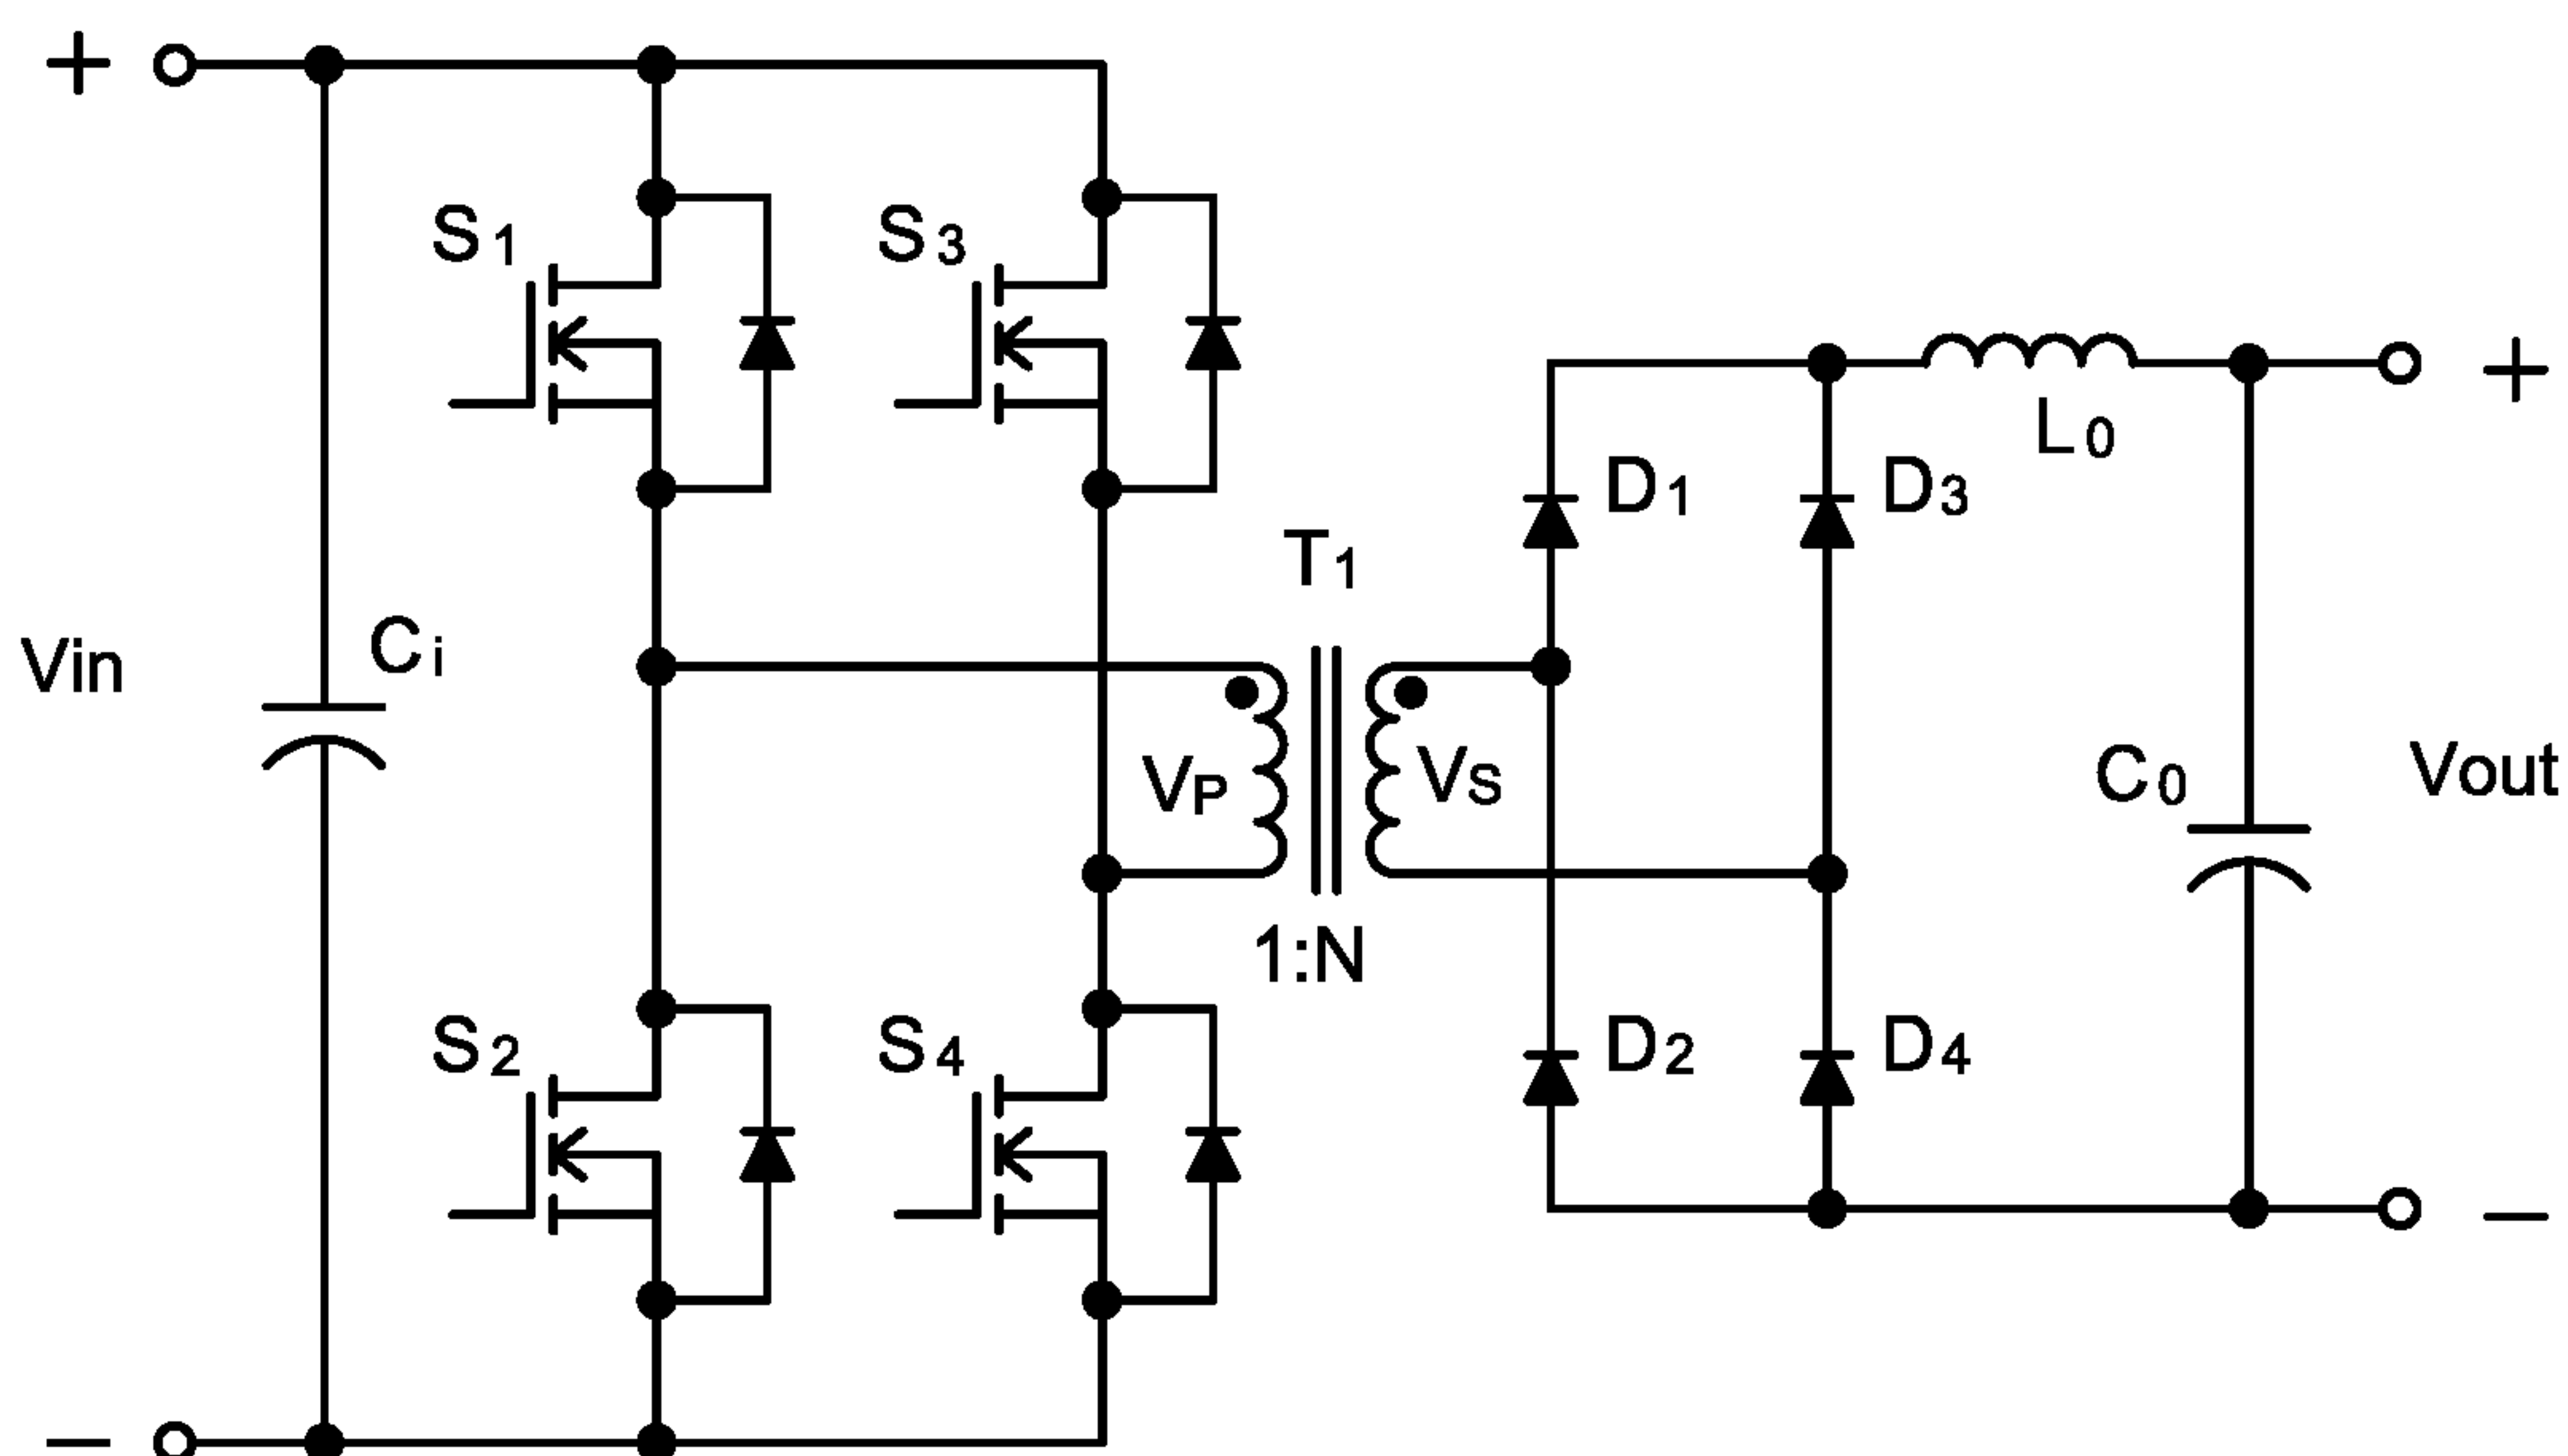 +
S1
S3
Vin
Ci
T1
VP
VS
1:N
S2
S4
D1
D3
L0
+
D2
D4
C0
Vout
−
−